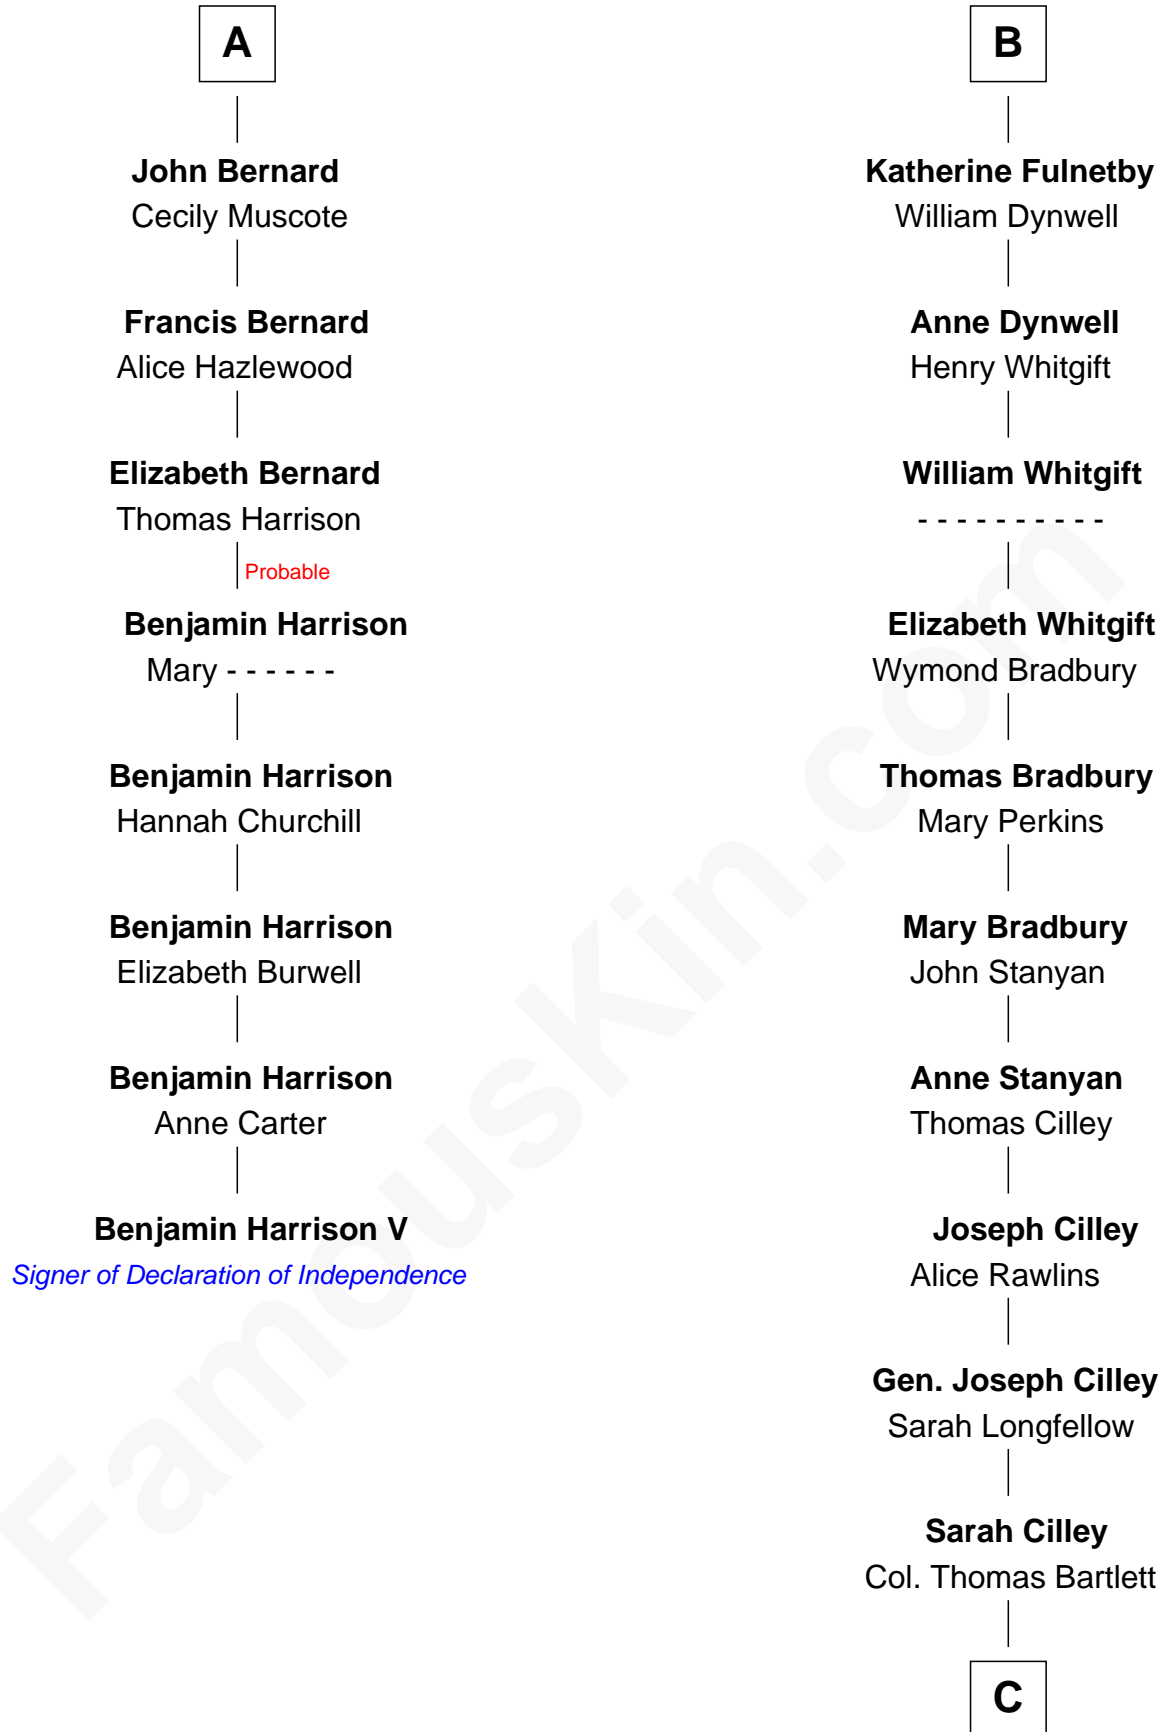 A
John Bernard
Cecily Muscote
Francis Bernard
Alice Hazlewood
Elizabeth Bernard
Thomas Harrison
Probable
Benjamin Harrison
Mary - - - - - -
Benjamin Harrison
Hannah Churchill
Benjamin Harrison
Elizabeth Burwell
Benjamin Harrison
Anne Carter
Benjamin Harrison V
Signer of Declaration of Independence
B
Katherine Fulnetby
William Dynwell
Anne Dynwell
Henry Whitgift
William Whitgift
- - - - - - - - - -
Elizabeth Whitgift
Wymond Bradbury
Thomas Bradbury
Mary Perkins
Mary Bradbury
John Stanyan
Anne Stanyan
Thomas Cilley
Joseph Cilley
Alice Rawlins
Gen. Joseph Cilley
Sarah Longfellow
Sarah Cilley
Col. Thomas Bartlett
C
FamousKin.com